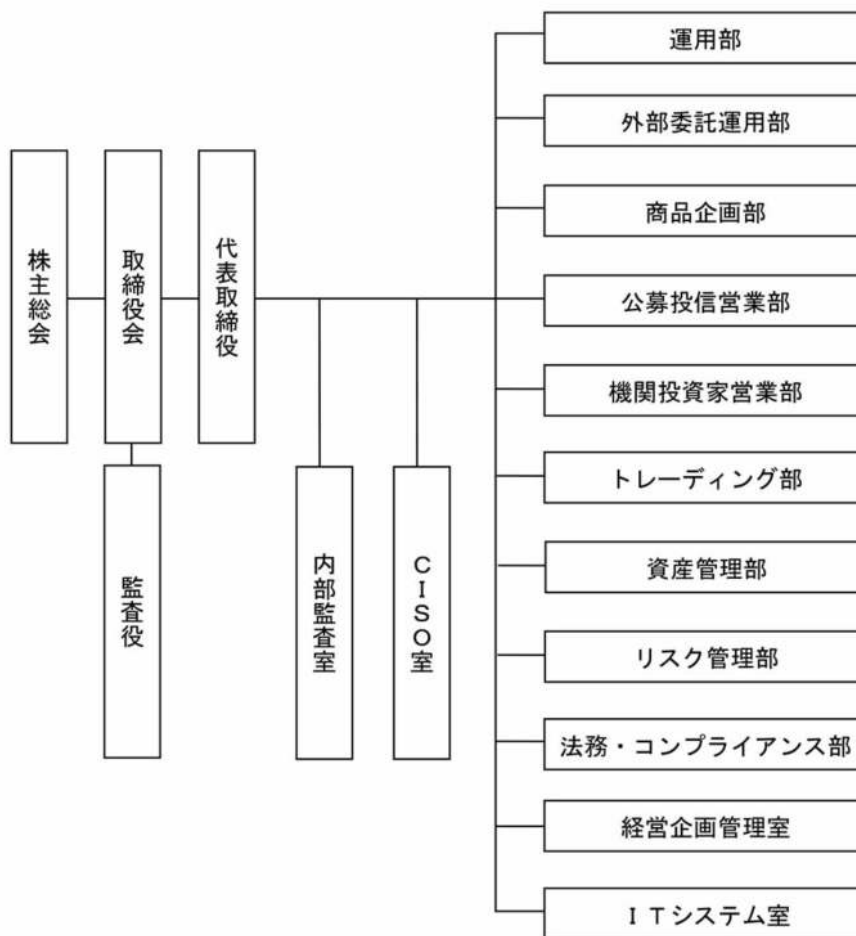 株主総会
取締役会
代表取締役
監査役
内部監査室
ＣＩＳＯ室
運用部
外部委託運用部
商品企画部
公募投信営業部
機関投資家営業部
トレーディング部
資産管理部
リスク管理部
法務・コンプライアンス部
経営企画管理室
ＩＴシステム室